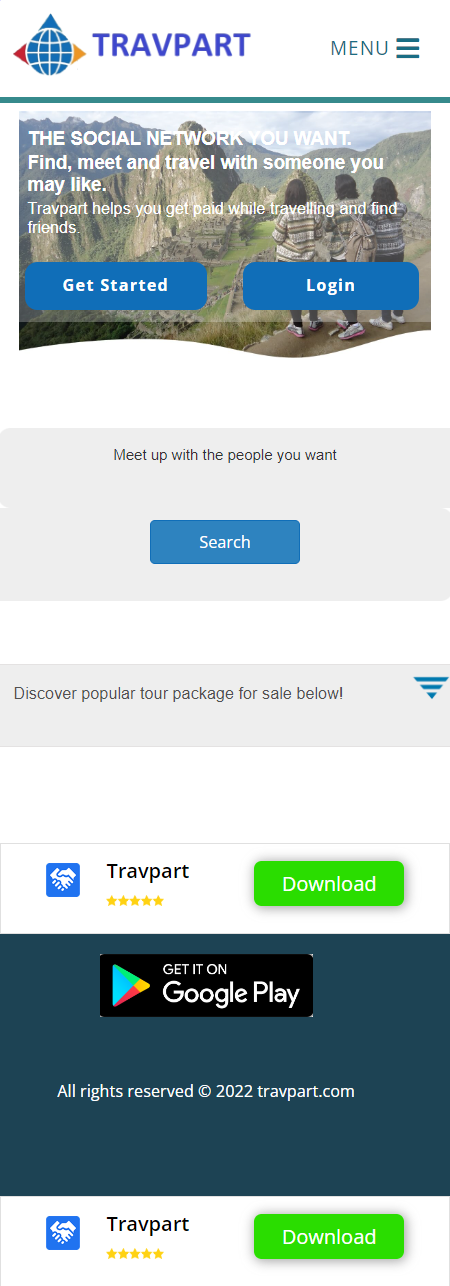 TRAVPART
MENU
THE SOCIAL NETWORK YOU WANT.
Find, meet and travel with someone you
may like.
Travpart helps you get paid while travelling and find
friends.
Get Started
Login
Meet up with the people you want
Search
Discover popular tour package for sale below!
Travpart
Download
GET IT ON
Google Play
All rights reserved © 2022 travpart.com
Travpart
Download